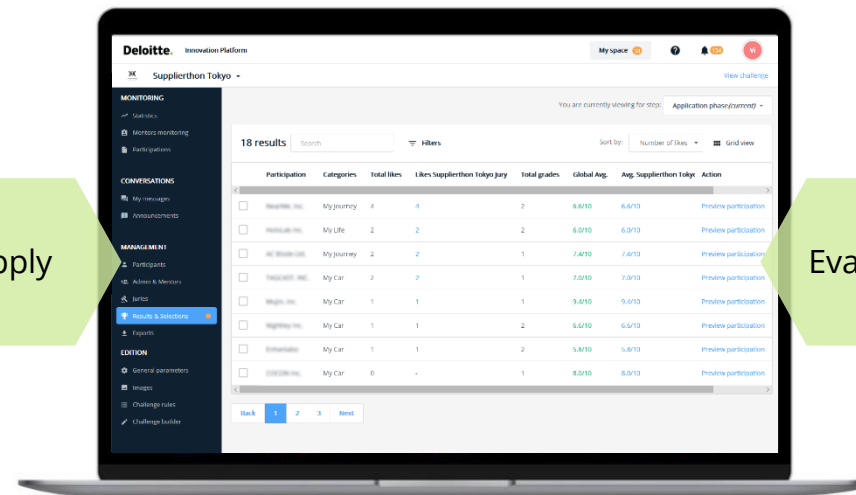 Deloitte. Innovation Platform My space
Supplierthon Tokyo View challenge
MONITORING
Statistics
Mentors monitoring
Participations
CONVERSATIONS
My messages
Announcements
MANAGEMENT
Participants
Admin & Mentors
Juries
Results & Selections
Exports
EDITION
General parameters
Images
Challenge rules
Challenge builder
You are currently viewing for step: Application phase (current)
18 results Search Filters Sort by: Number of likes Grid view
Participation Categories Total likes Likes Supplierthon Tokyo Jury Total grades Global Avg. Avg. Supplierthon Tokyo Action
My Journey 4 4 2 6.6/10 6.6/10 Preview participation
My Life 2 2 2 6.0/10 6.0/10 Preview participation
My Journey 2 2 1 7.4/10 7.4/10 Preview participation
My Car 2 2 1 7.0/10 7.0/10 Preview participation
My Car 1 1 1 9.4/10 9.4/10 Preview participation
My Car 1 1 2 6.6/10 6.6/10 Preview participation
My Car 1 1 2 5.8/10 5.8/10 Preview participation
My Car 0 - 1 8.0/10 8.0/10 Preview participation
Back 1 2 3 Next
pply
Eva